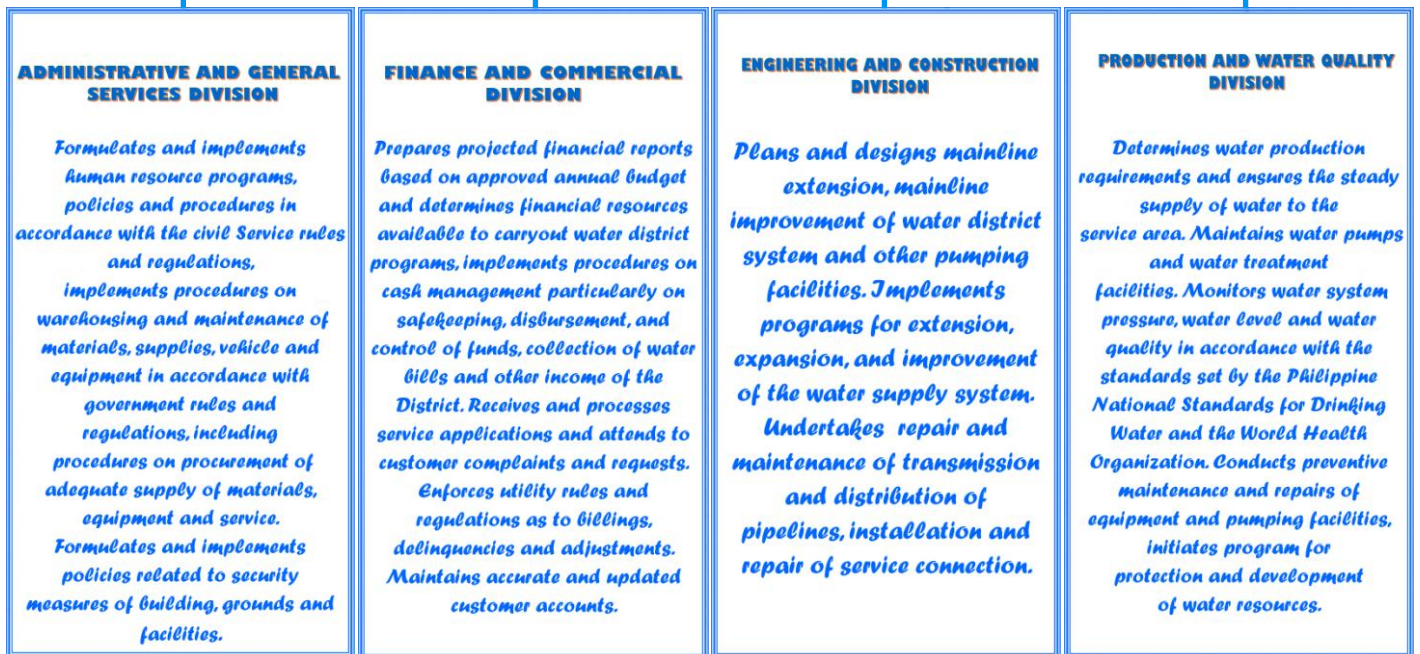 ADMINISTRATIVE AND GENERAL
SERVICES DIVISION
Formulates and implements
human resource programs,
policies and procedures in
accordance with the civil Service rules
and regulations,
implements procedures on
warehousing and maintenance of
materials, supplies, vehicle and
equipment in accordance with
government rules and
regulations, including
procedures on procurement of
adequate supply of materials,
equipment and service.
Formulates and implements
policies related to security
measures of building, grounds and
facilities.
FINANCE AND COMMERCIAL
DIVISION
Prepares projected financial reports
based on approved annual budget
and determines financial resources
available to carryout water district
programs, implements procedures on
cash management particularly on
safekeeping, disbursement, and
control of funds, collection of water
bills and other income of the
District. Receives and processes
service applications and attends to
customer complaints and requests.
Enforces utility rules and
regulations as to billings,
delinquencies and adjustments.
Maintains accurate and updated
customer accounts.
ENGINEERING AND CONSTRUCTION
DIVISION
Plans and designs mainline
extension, mainline
improvement of water district
system and other pumping
facilities. Implements
programs for extension,
expansion, and improvement
of the water supply system.
Undertakes repair and
maintenance of transmission
and distribution of
pipelines, installation and
repair of service connection.
PRODUCTION AND WATER QUALITY
DIVISION
Determines water production
requirements and ensures the steady
supply of water to the
service area. Maintains water pumps
and water treatment
facilities. Monitors water system
pressure, water level and water
quality in accordance with the
standards set by the Philippine
National Standards for Drinking
Water and the World Health
Organization. Conducts preventive
maintenance and repairs of
equipment and pumping facilities,
initiates program for
protection and development
of water resources.